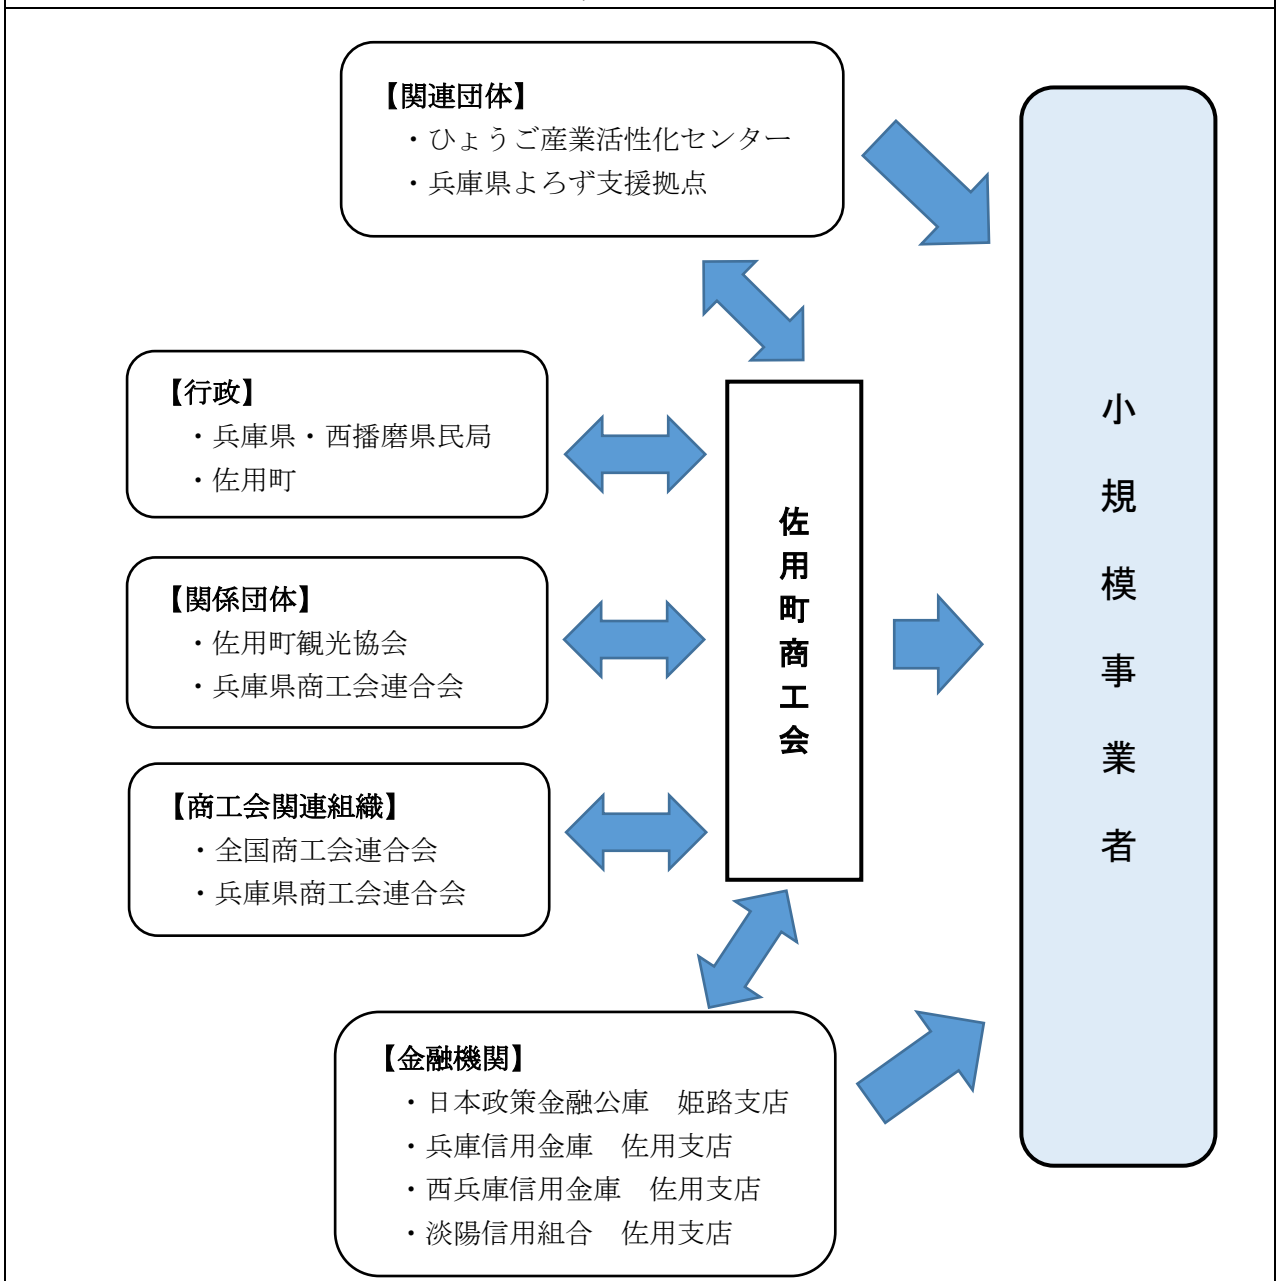 【関連団体】
・ひょうご産業活性化センター
・兵庫県よろず支援拠点
【行政】
・兵庫県・西播磨県民局
・佐用町
【関係団体】
・佐用町観光協会
・兵庫県商工会連合会
【商工会関連組織】
・全国商工会連合会
・兵庫県商工会連合会
佐用町商工会
小規模事業者
【金融機関】
・日本政策金融公庫　姫路支店
・兵庫信用金庫　佐用支店
・西兵庫信用金庫　佐用支店
・淡陽信用組合　佐用支店